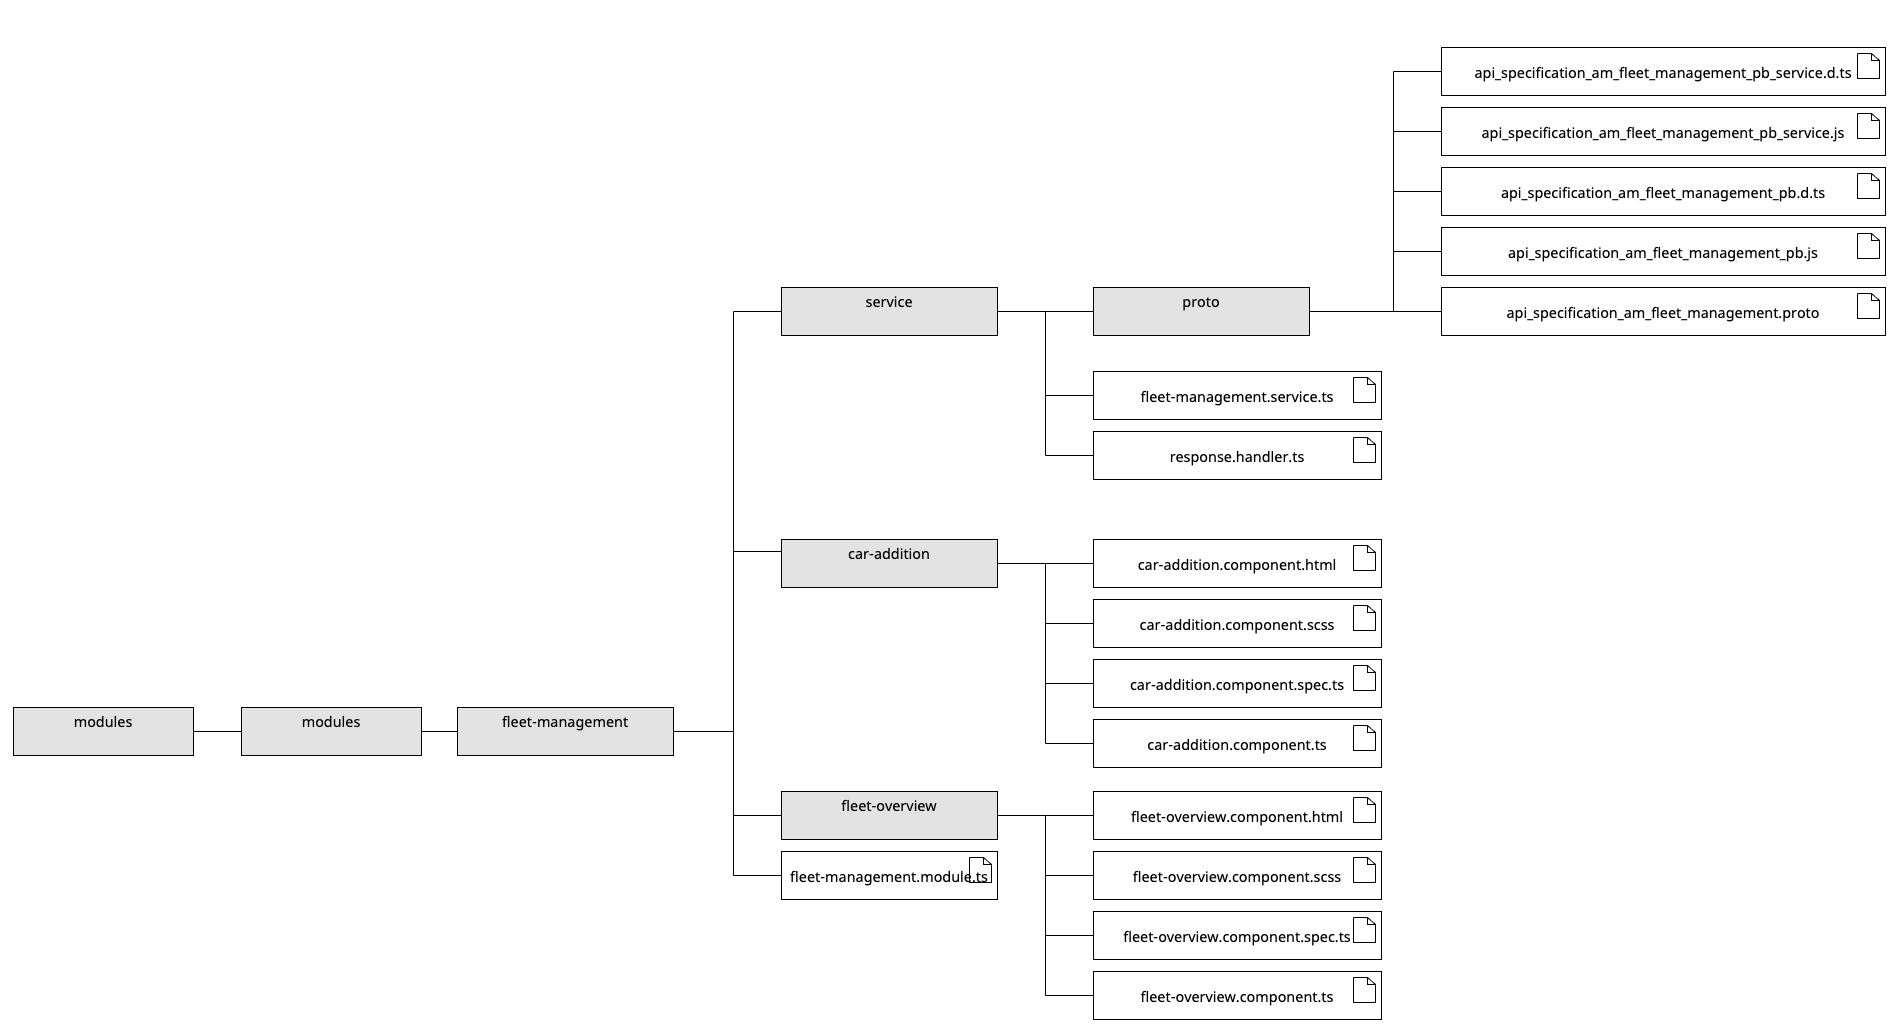 api_specification_am_fleet_management_pb_service.d.ts
api_specification_am_fleet_management_pb_service.js
api_specification_am_fleet_management_pb.d.ts
api_specification_am_fleet_management_pb.js
service
proto
api_specification_am_fleet_management.proto
fleet-management.service.ts
response.handler.ts
car-addition
car-addition.component.html
car-addition.component.scss
car-addition.component.spec.ts
modules
modules
fleet-management
car-addition.component.ts
fleet-overview
fleet-overview.component.html
fleet-management.module.ts
fleet-overview.component.scss
fleet-overview.component.spec.ts
fleet-overview.component.ts